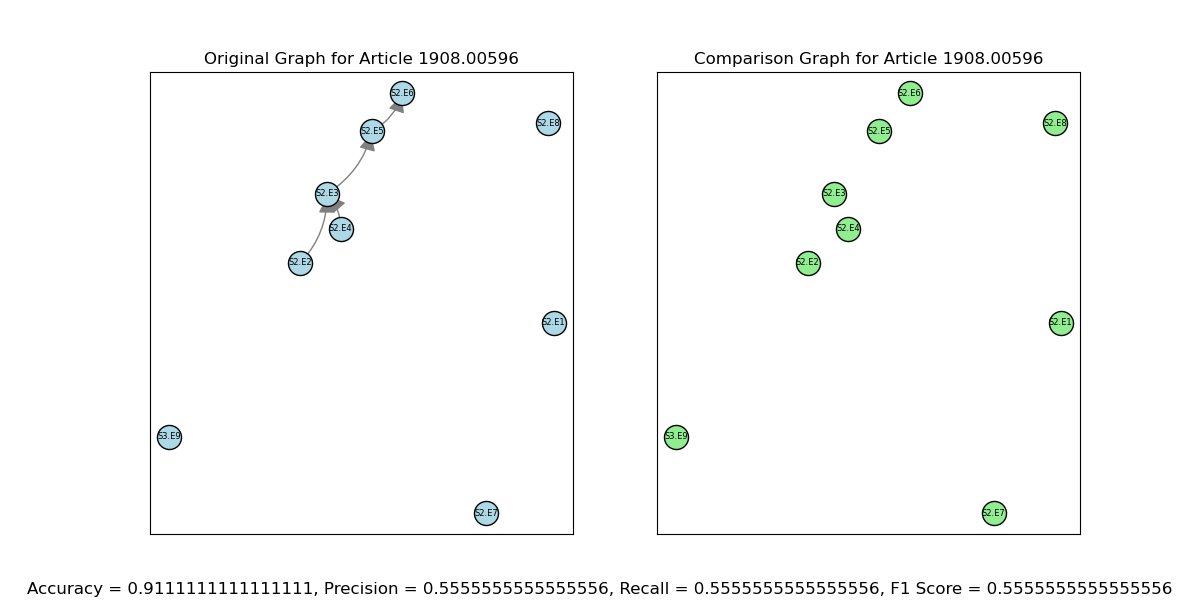 Original Graph for Article 1908.00596
S2.E6
S2.E8
S2.E5
S2.E3
S2.E4
S2.E2
S2.E1
S3.E9
S2.E7
Comparison Graph for Article 1908.00596
S2.E6
S2.E8
S2.E5
S2.E3
S2.E4
S2.E2
S2.E1
S3.E9
S2.E7
Accuracy = 0.9111111111111111, Precision = 0.5555555555555556, Recall = 0.5555555555555556, F1 Score = 0.5555555555555556